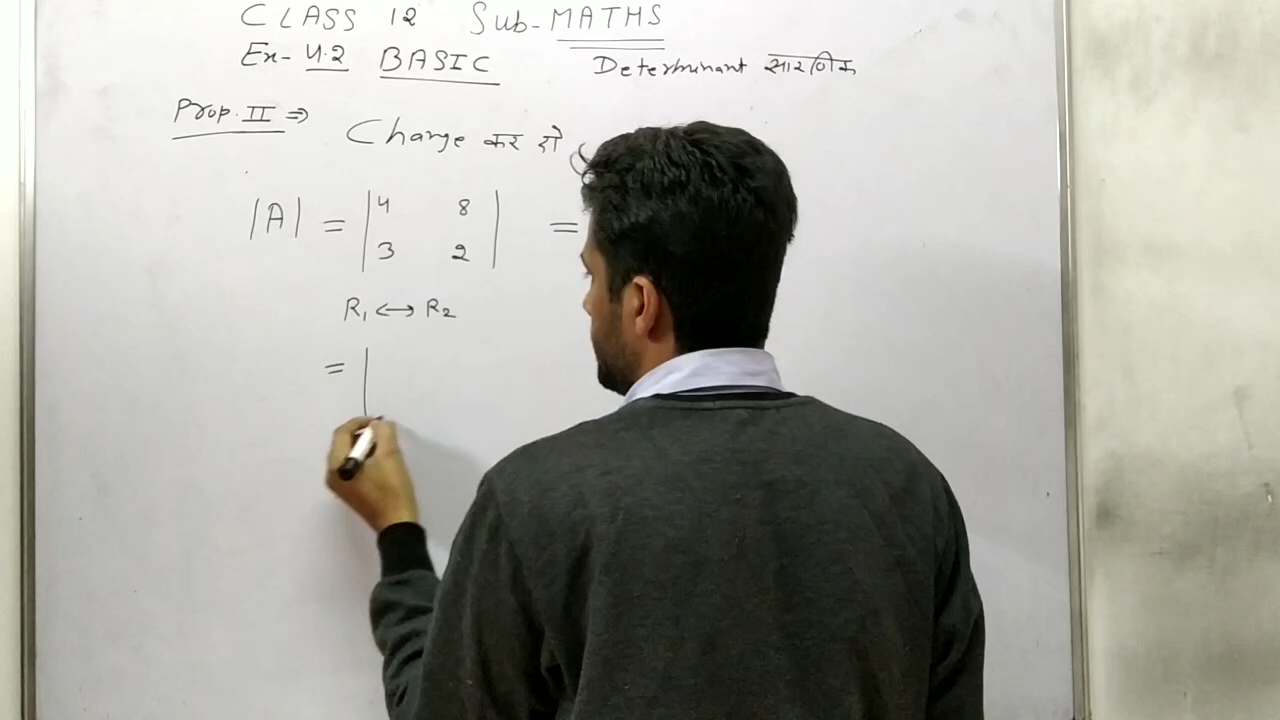 CLASS 12 Sub-MATHS
Ex- 4.2 BASIC Determinant सारणिक
Prop. II ⇒ Change कर दो
|A| = | 4 8 | =
| 3 2 |
R₁ ↔ R₂
= |